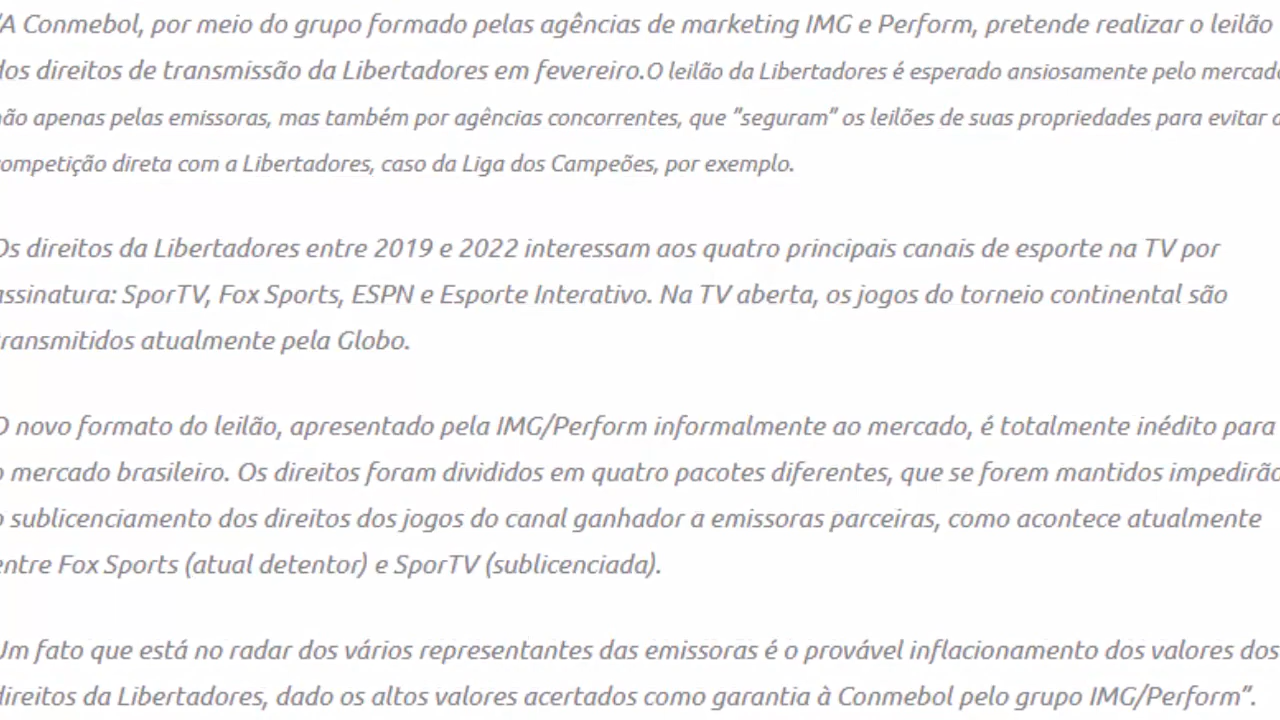 "A Conmebol, por meio do grupo formado pelas agências de marketing IMG e Perform, pretende realizar o leilão
dos direitos de transmissão da Libertadores em fevereiro.O leilão da Libertadores é esperado ansiosamente pelo mercado
não apenas pelas emissoras, mas também por agências concorrentes, que "seguram" os leilões de suas propriedades para evitar a
competição direta com a Libertadores, caso da Liga dos Campeões, por exemplo.
Os direitos da Libertadores entre 2019 e 2022 interessam aos quatro principais canais de esporte na TV por
assinatura: SporTV, Fox Sports, ESPN e Esporte Interativo. Na TV aberta, os jogos do torneio continental são
transmitidos atualmente pela Globo.
O novo formato do leilão, apresentado pela IMG/Perform informalmente ao mercado, é totalmente inédito para
o mercado brasileiro. Os direitos foram divididos em quatro pacotes diferentes, que se forem mantidos impedirão
o sublicenciamento dos direitos dos jogos do canal ganhador a emissoras parceiras, como acontece atualmente
entre Fox Sports (atual detentor) e SporTV (sublicenciada).
Um fato que está no radar dos vários representantes das emissoras é o provável inflacionamento dos valores dos
direitos da Libertadores, dado os altos valores acertados como garantia à Conmebol pelo grupo IMG/Perform".